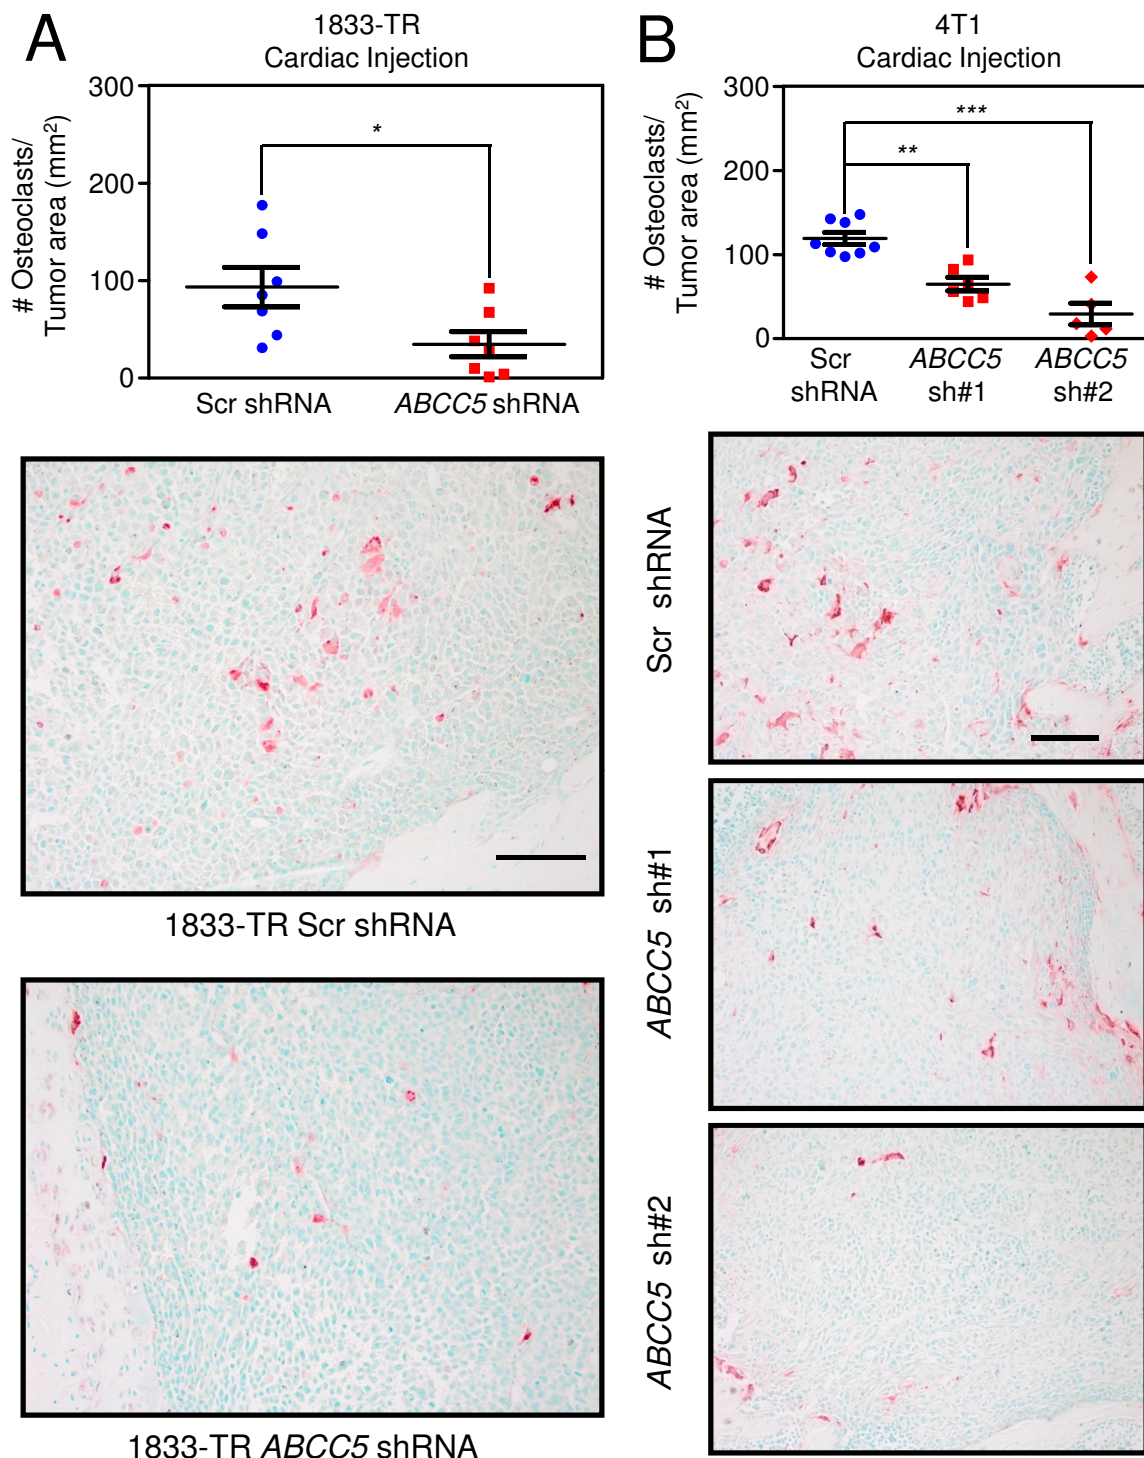 A
1833-TR
Cardiac Injection
# Osteoclasts/
Tumor area (mm²)
300
200
100
0
*
Scr shRNA
ABCC5 shRNA
1833-TR Scr shRNA
1833-TR ABCC5 shRNA
B
4T1
Cardiac Injection
# Osteoclasts/
Tumor area (mm²)
300
200
100
0
***
**
Scr
shRNA
ABCC5
sh#1
ABCC5
sh#2
Scr shRNA
ABCC5 sh#1
ABCC5 sh#2